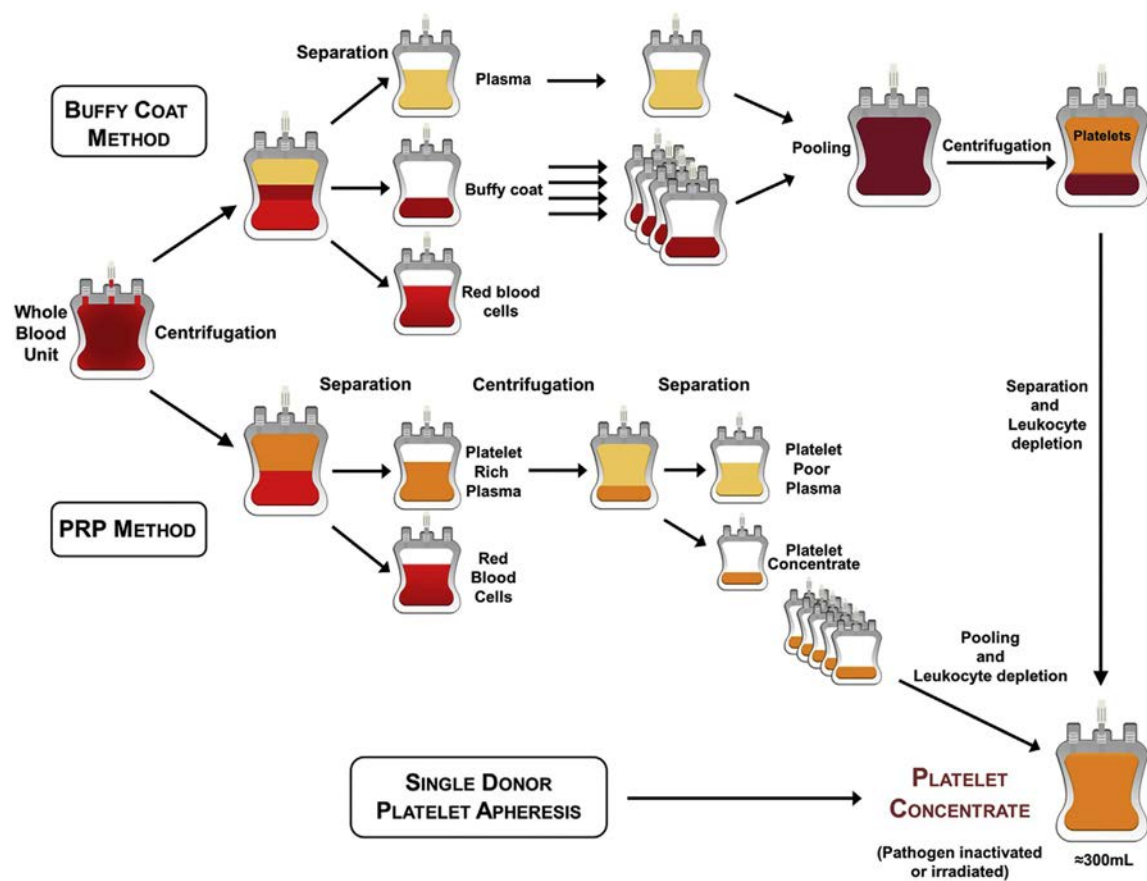 Separation
Plasma
BUFFY COAT
METHOD
Pooling
Centrifugation
Platelets
Buffy coat
Red blood
cells
Whole
Blood
Unit
Centrifugation
Separation
Centrifugation
Separation
Platelet
Rich
Plasma
Platelet
Poor
Plasma
Separation
and
Leukocyte
depletion
PRP METHOD
Red
Blood
Cells
Platelet
Concentrate
Pooling
and
Leukocyte depletion
SINGLE DONOR
PLATELET APHERESIS
PLATELET
CONCENTRATE
(Pathogen inactivated
or irradiated)
≈300mL